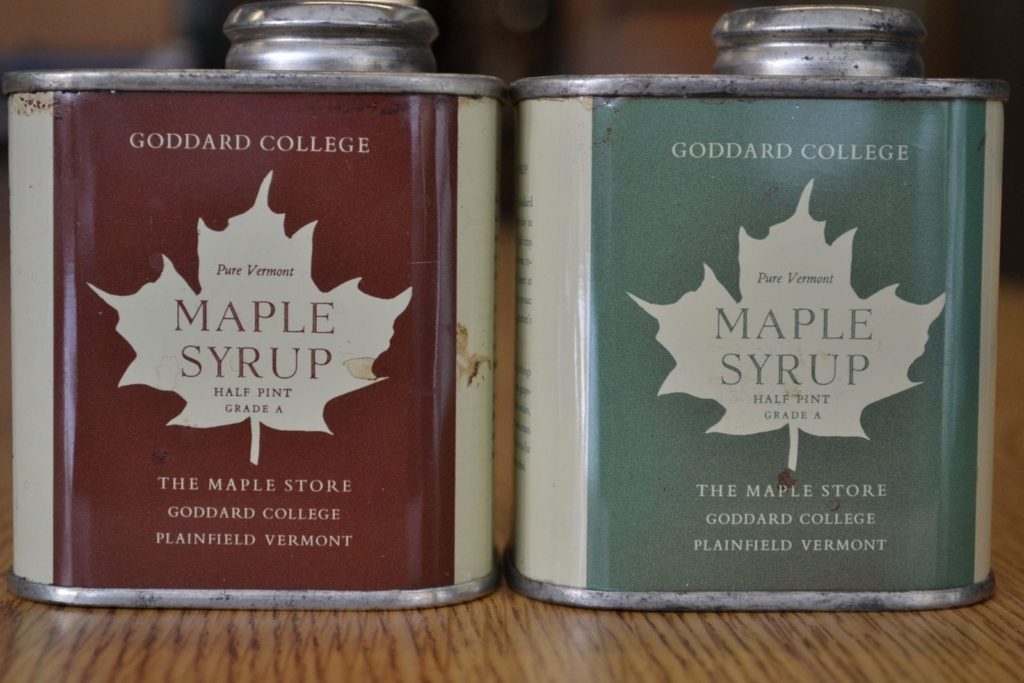 GODDARD COLLEGE
Pure Vermont
MAPLE
SYRUP
HALF PINT
GRADE A
THE MAPLE STORE
GODDARD COLLEGE
PLAINFIELD VERMONT
GODDARD COLLEGE
Pure Vermont
MAPLE
SYRUP
HALF PINT
GRADE A
THE MAPLE STORE
GODDARD COLLEGE
PLAINFIELD VERMONT